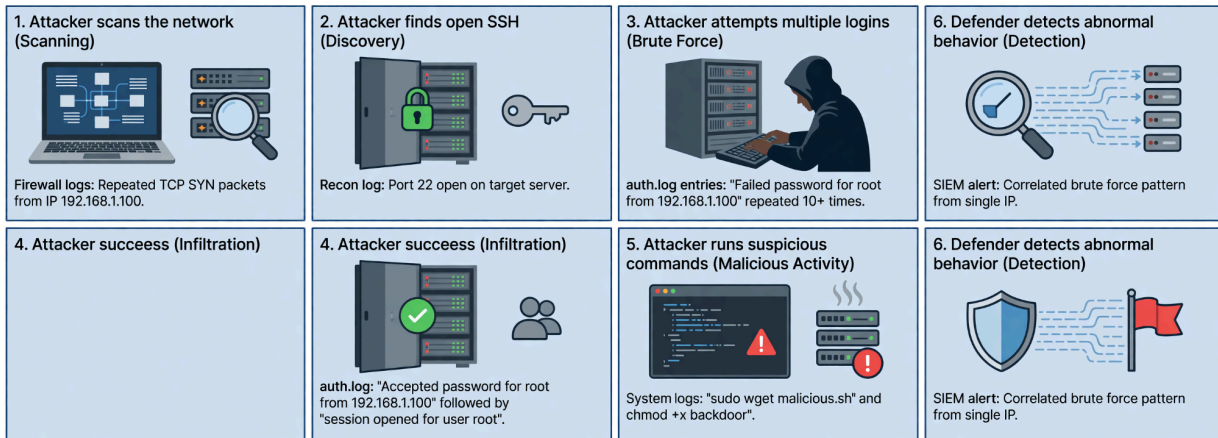 1. Attacker scans the network
(Scanning)
Firewall logs: Repeated TCP SYN packets
from IP 192.168.1.100.
2. Attacker finds open SSH
(Discovery)
Recon log: Port 22 open on target server.
3. Attacker attempts multiple logins
(Brute Force)
auth.log entries: "Failed password for root
from 192.168.1.100" repeated 10+ times.
6. Defender detects abnormal
behavior (Detection)
SIEM alert: Correlated brute force pattern
from single IP.
4. Attacker succeess (Infiltration)
4. Attacker succeess (Infiltration)
auth.log: "Accepted password for root
from 192.168.1.100" followed by
"session opened for user root".
5. Attacker runs suspicious
commands (Malicious Activity)
System logs: "sudo wget malicious.sh" and
chmod +x backdoor".
6. Defender detects abnormal
behavior (Detection)
SIEM alert: Correlated brute force pattern
from single IP.